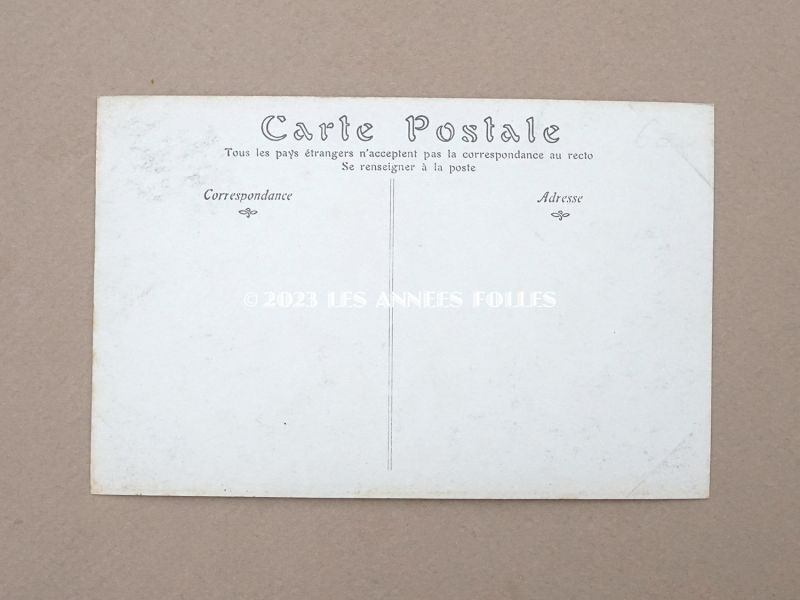 Carte Postale
Tous les pays étrangers n'acceptent pas la correspondance au recto
Se renseigner à la poste
Correspondance
Adresse
© 2023 LES ANNEES FOLLES